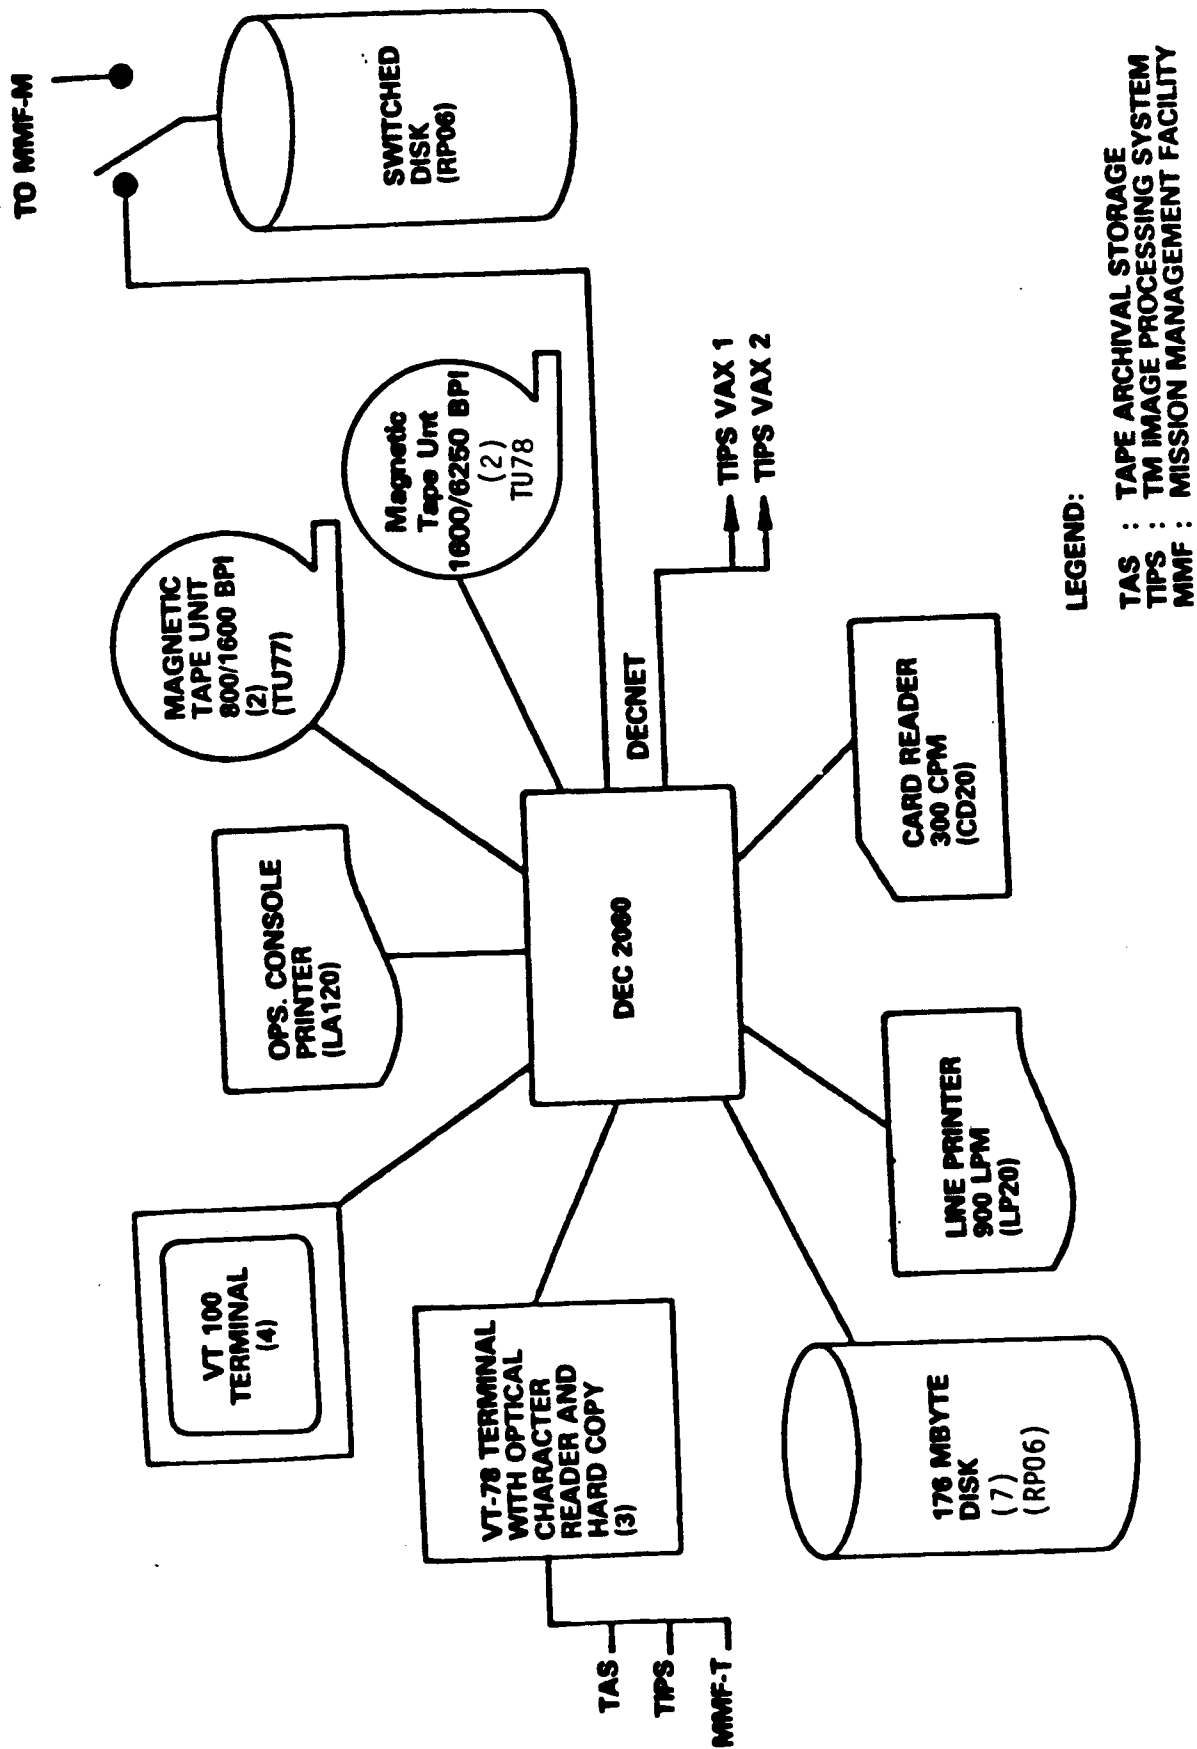 VT 100
TERMINAL
(4)
OPS. CONSOLE
PRINTER
(LA120)
MAGNETIC
TAPE UNIT
800/1600 BPI
(2)
(TU77)
Magnetic
Tape Unt
1600/6250 BPI
(2)
TU78
TO MMF-M
SWITCHED
DISK
(RP06)
VT-78 TERMINAL
WITH OPTICAL
CHARACTER
READER AND
HARD COPY
(3)
TAS
TIPS
MMF-T
DEC 2060
DECNET
TIPS VAX 1
TIPS VAX 2
176 MBYTE
DISK
(7)
(RP06)
LINE PRINTER
900 LPM
(LP20)
CARD READER
300 CPM
(CD20)
LEGEND:
TAS : TAPE ARCHIVAL STORAGE
TIPS : TM IMAGE PROCESSING SYSTEM
MMF : MISSION MANAGEMENT FACILITY